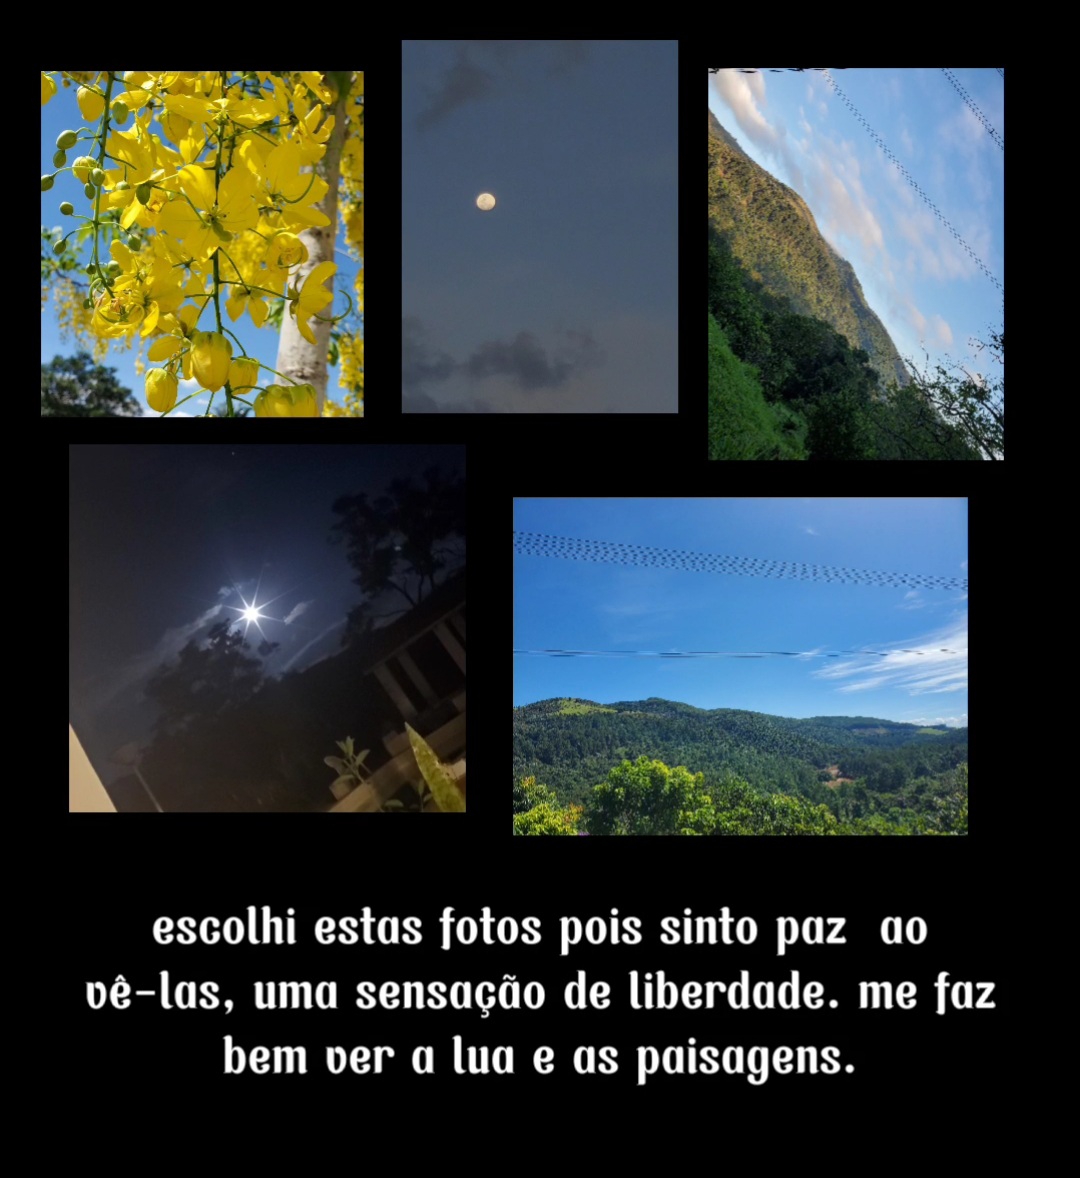 escolhi estas fotos pois sinto paz  ao
vê-las, uma sensação de liberdade. me faz
bem ver a lua e as paisagens.